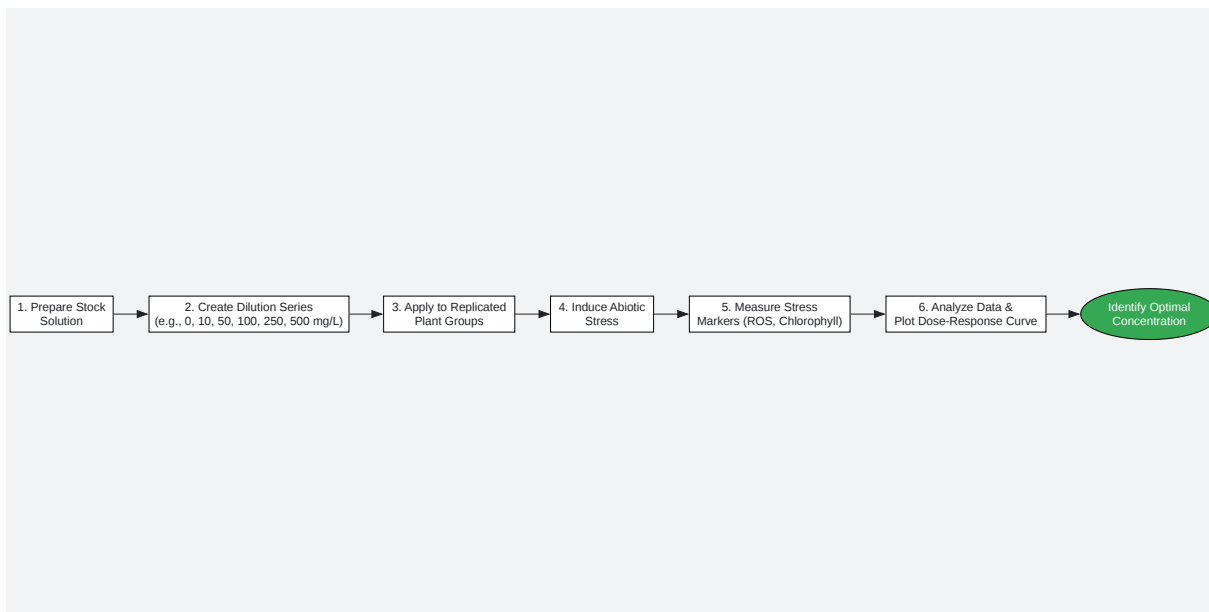 1. Prepare Stock
Solution
2. Create Dilution Series
(e.g., 0, 10, 50, 100, 250, 500 mg/L)
3. Apply to Replicated
Plant Groups
4. Induce Abiotic
Stress
5. Measure Stress
Markers (ROS, Chlorophyll)
6. Analyze Data &
Plot Dose-Response Curve
Identify Optimal
Concentration